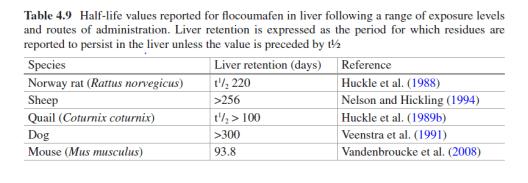 Table 4.9 Half-life values reported for flocoumafen in liver following a range of exposure levels
and routes of administration. Liver retention is expressed as the period for which residues are
reported to persist in the liver unless the value is preceded by t½
Species Liver retention (days) Reference
Norway rat (Rattus norvegicus) t½ 220 Huckle et al. (1988)
Sheep >256 Nelson and Hickling (1994)
Quail (Coturnix coturnix) t½ > 100 Huckle et al. (1989b)
Dog >300 Veenstra et al. (1991)
Mouse (Mus musculus) 93.8 Vandenbroucke et al. (2008)